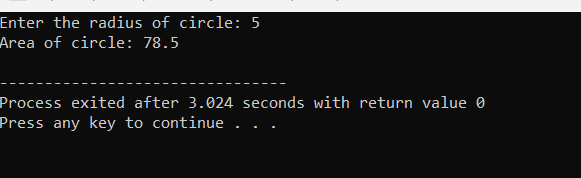 Enter the radius of circle: 5
Area of circle: 78.5
--------------------------------
Process exited after 3.024 seconds with return value 0
Press any key to continue . . .